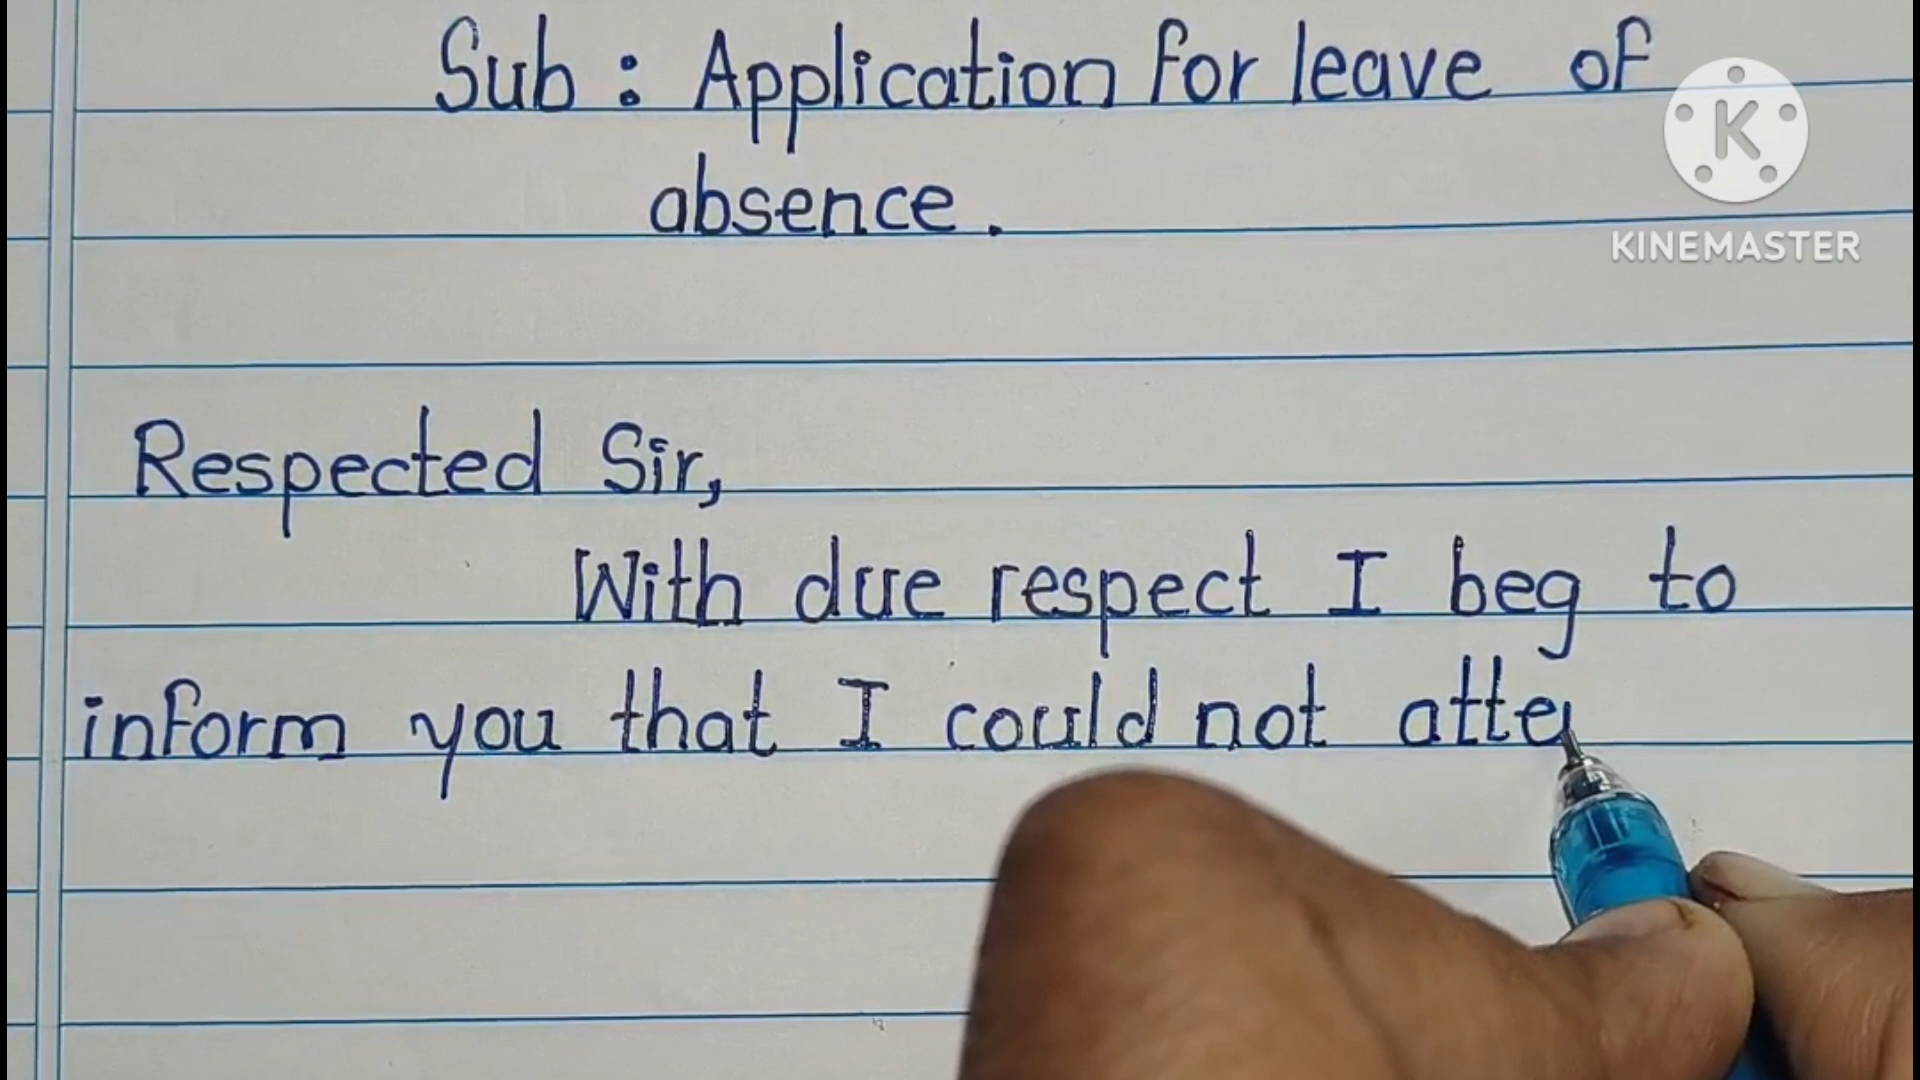 Sub : Application for leave of
absence.
K
KINEMASTER
Respected Sir,
With due respect I beg to
inform you that I could not atte